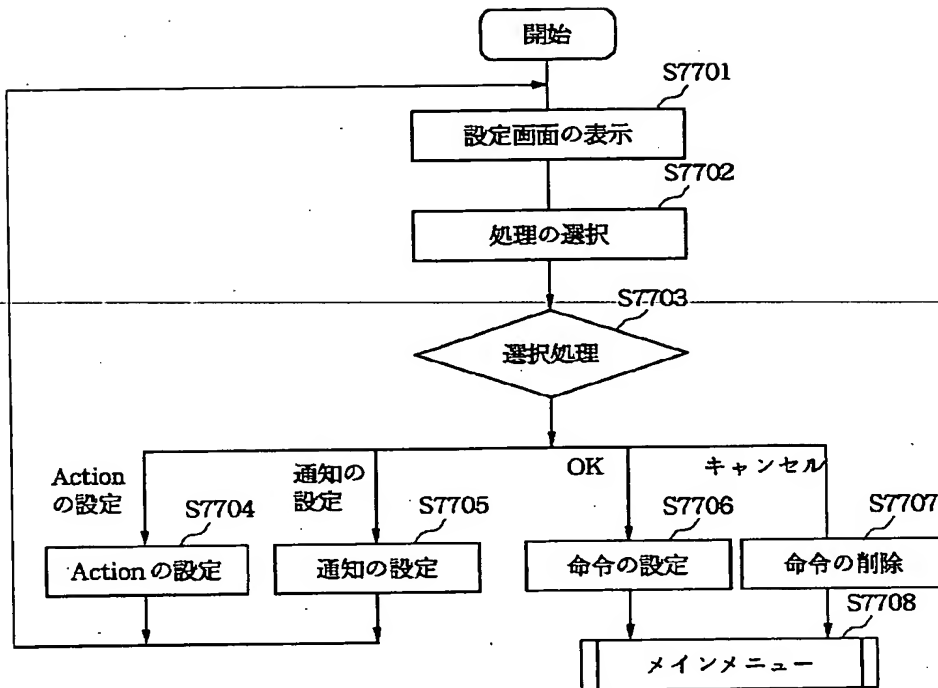 開始
S7701
設定画面の表示
S7702
処理の選択
S7703
選択処理
Action
の設定
通知の
設定
OK
キャンセル
S7704
S7705
S7706
S7707
Actionの設定
通知の設定
命令の設定
命令の削除
S7708
メインメニュー